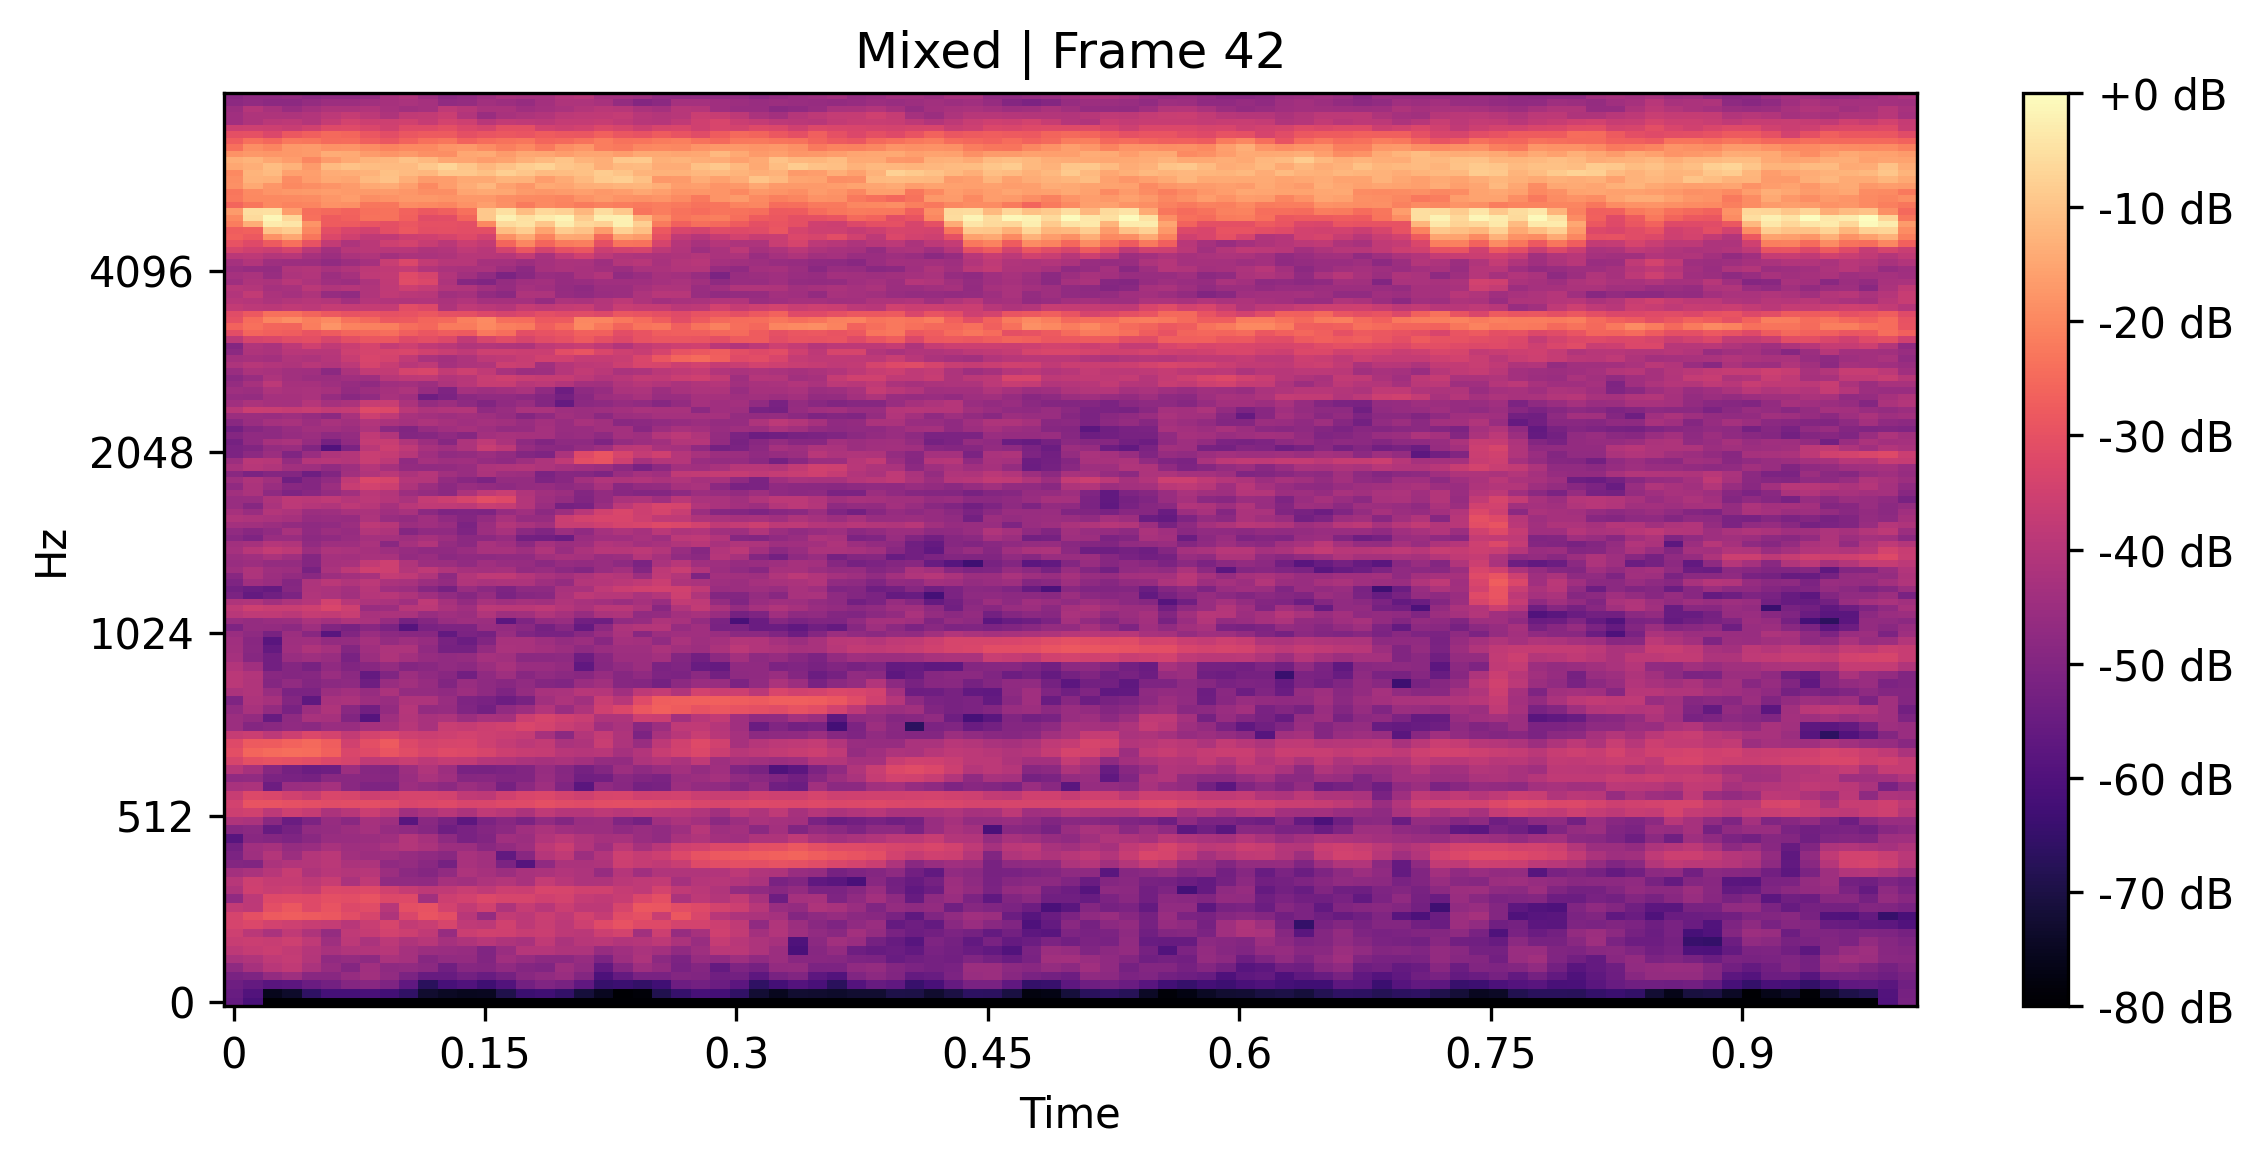 Mixed | Frame 42
+0 dB
-10 dB
-20 dB
-30 dB
-40 dB
-50 dB
-60 dB
-70 dB
-80 dB
Hz
4096
2048
1024
512
0
0 0.15 0.3 0.45 0.6 0.75 0.9
Time